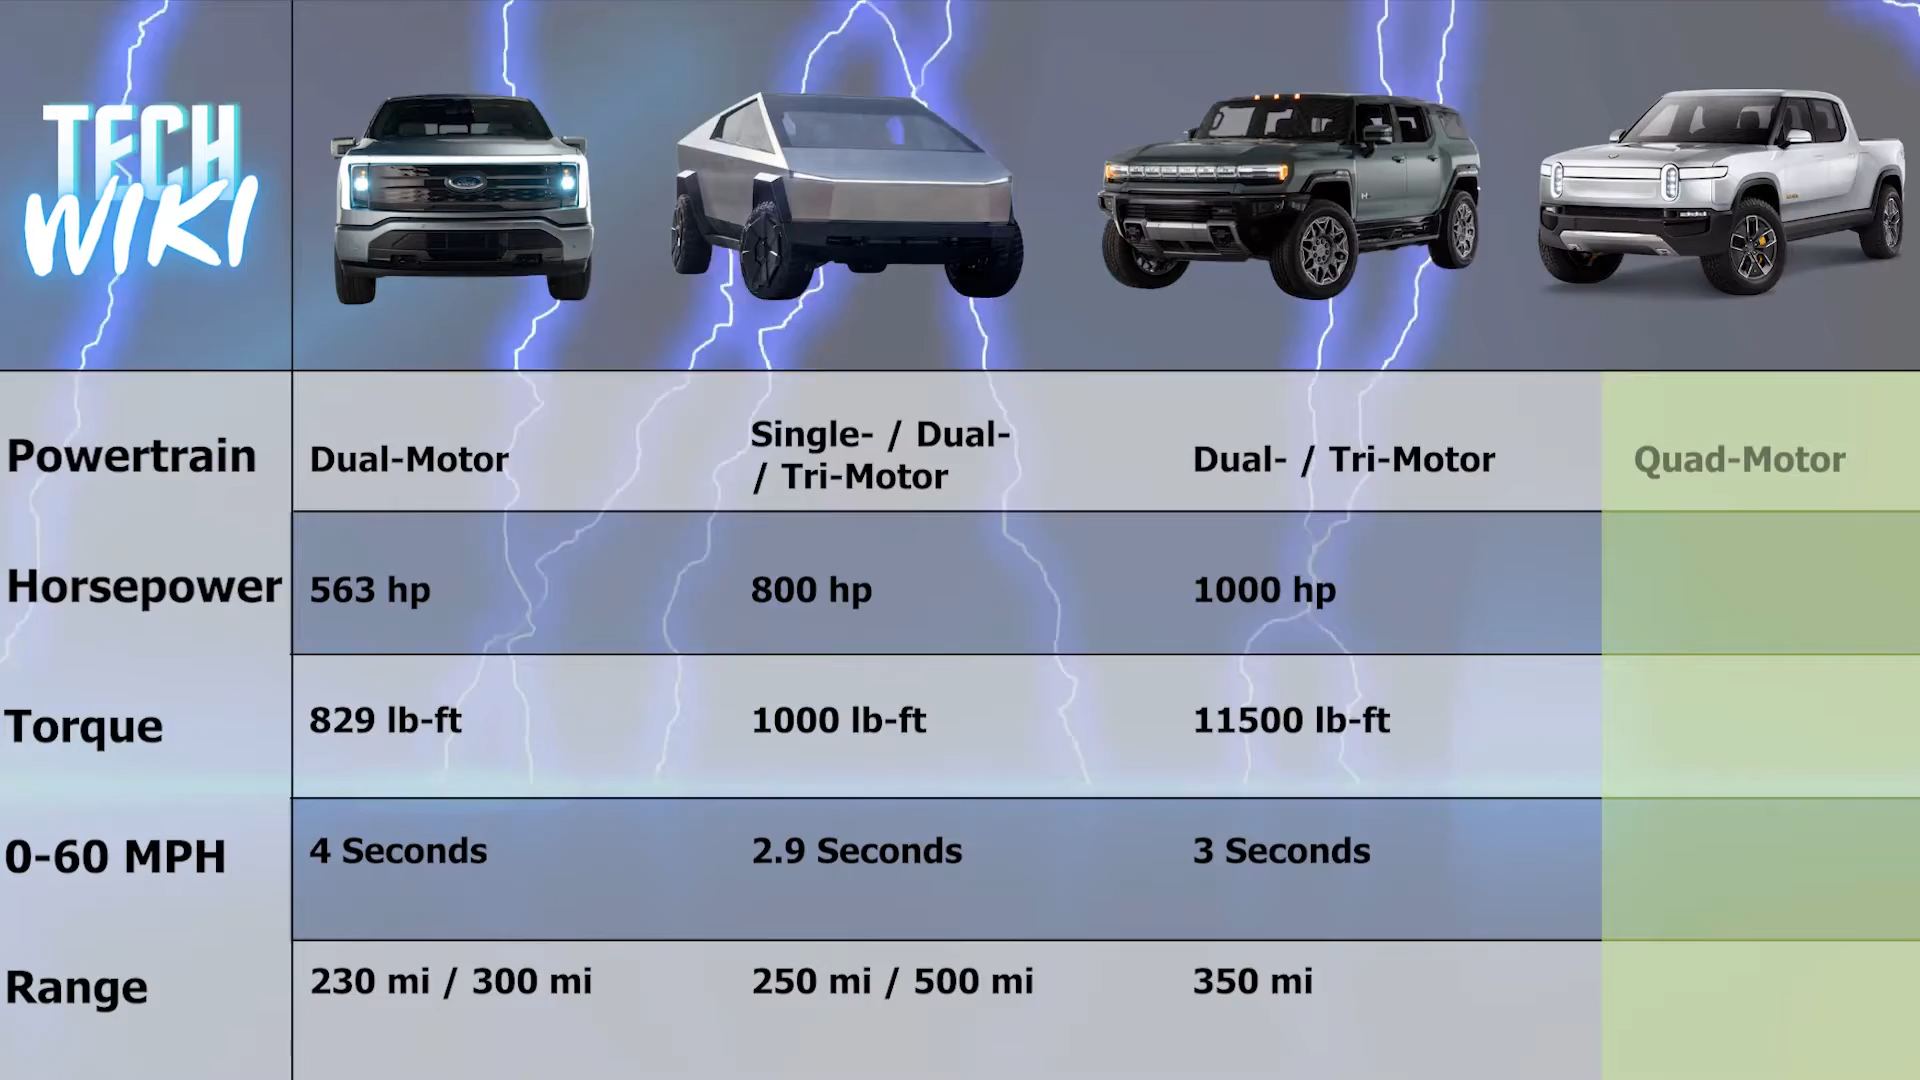 TECH
WIKI
Powertrain
Dual-Motor
Single- / Dual-
/ Tri-Motor
Dual- / Tri-Motor
Quad-Motor
Horsepower
563 hp
800 hp
1000 hp
Torque
829 lb-ft
1000 lb-ft
11500 lb-ft
0-60 MPH
4 Seconds
2.9 Seconds
3 Seconds
Range
230 mi / 300 mi
250 mi / 500 mi
350 mi